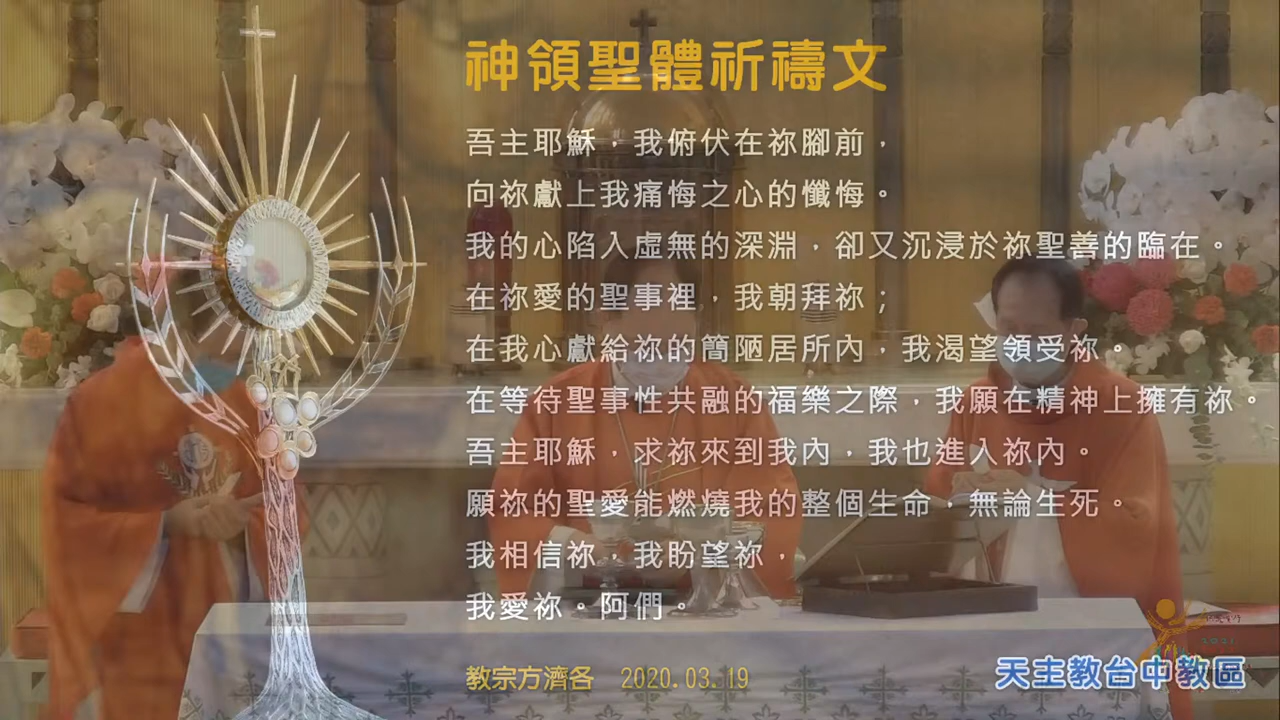 神領聖體祈禱文
吾主耶穌，我俯伏在祢腳前，
向祢獻上我痛悔之心的懺悔。
我的心陷入虛無的深淵，卻又沉浸於祢聖善的臨在。
在祢愛的聖事裡，我朝拜祢；
在我心獻給祢的簡陋居所內，我渴望領受祢。
在等待聖事性共融的福樂之際，我願在精神上擁有祢。
吾主耶穌，求祢來到我內，我也進入祢內。
願祢的聖愛能燃燒我的整個生命，無論生死。
我相信祢，我盼望祢，
我愛祢。阿們。
教宗方濟各 2020.03.19
天主教台中教區